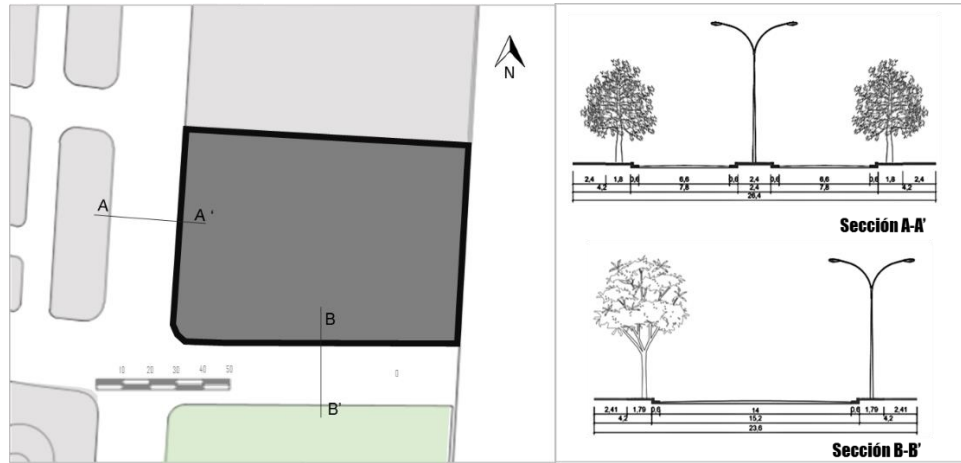 N
A
A '
B
10 20 30 40 50
B'
2,4 1,8 0,6 6,6 0,6 2,4 0,6 6,6 0,6 1,8 2,4
4,2 7,8 2,4 7,8 4,2
26,4
Sección A-A'
2,41 1,79 0,6 14 0,6 1,79 2,41
4,2 15,2 4,2
23,6
Sección B-B'